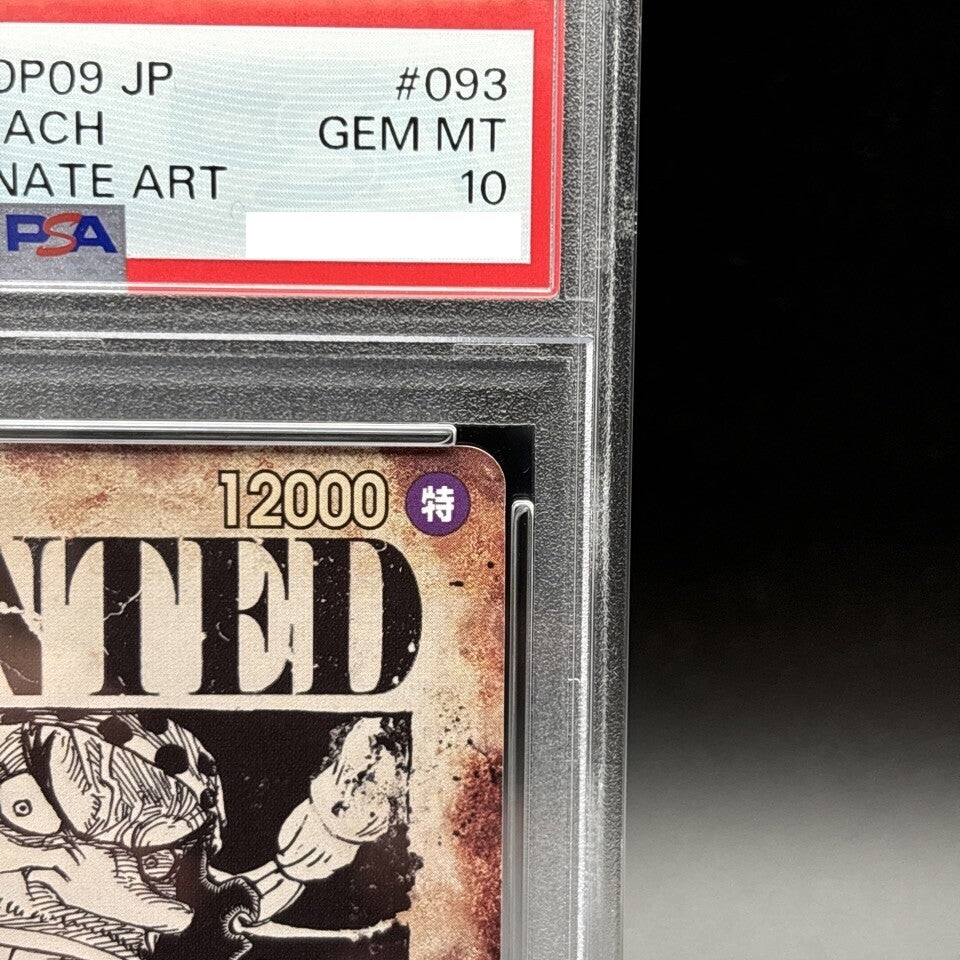 OP09 JP #093
ACH GEM MT
NATE ART 10
PSA
12000 特
NTED